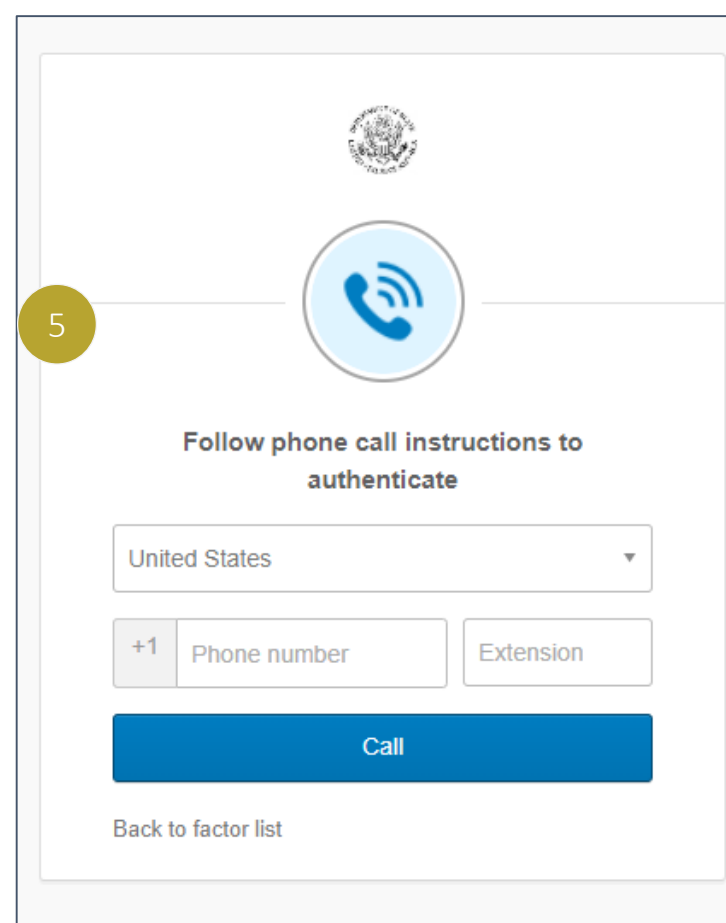 5
Follow phone call instructions to
authenticate
United States
+1 Phone number Extension
Call
Back to factor list